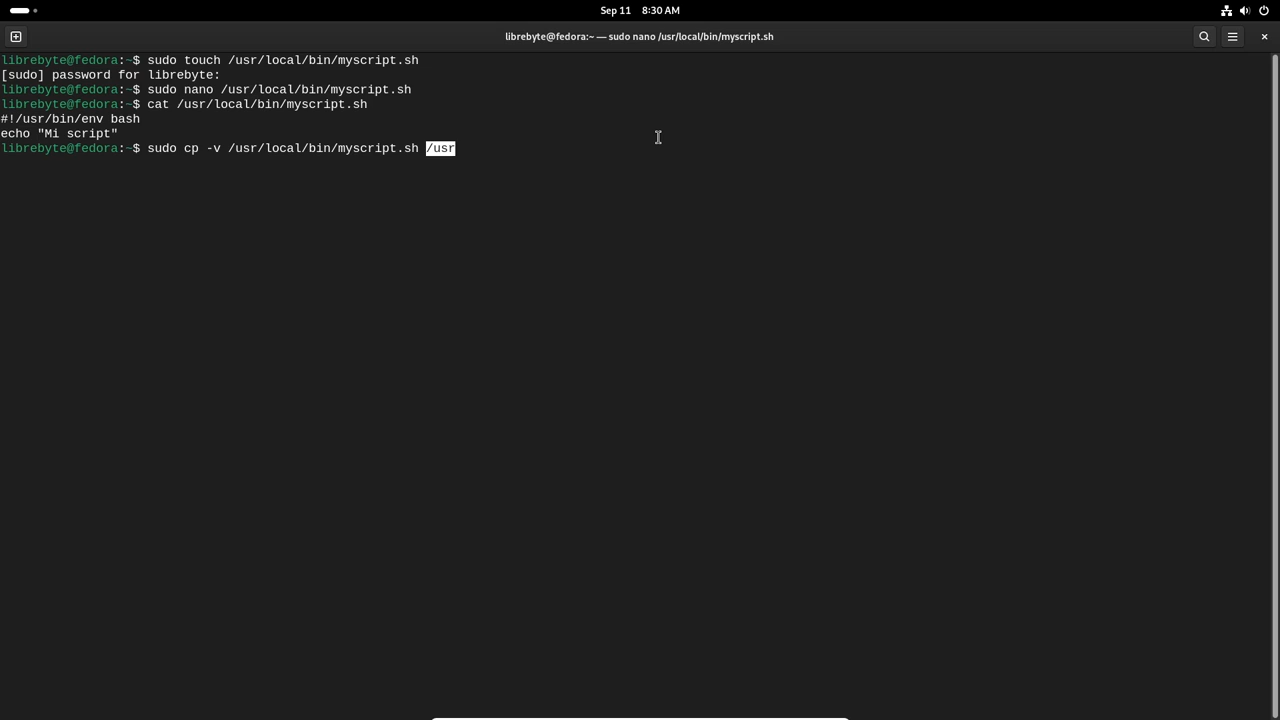 Sep 11 8:30 AM
librebyte@fedora:~ — sudo nano /usr/local/bin/myscript.sh
librebyte@fedora:~$ sudo touch /usr/local/bin/myscript.sh
[sudo] password for librebyte:
librebyte@fedora:~$ sudo nano /usr/local/bin/myscript.sh
librebyte@fedora:~$ cat /usr/local/bin/myscript.sh
#!/usr/bin/env bash
echo "Mi script"
librebyte@fedora:~$ sudo cp -v /usr/local/bin/myscript.sh /usr